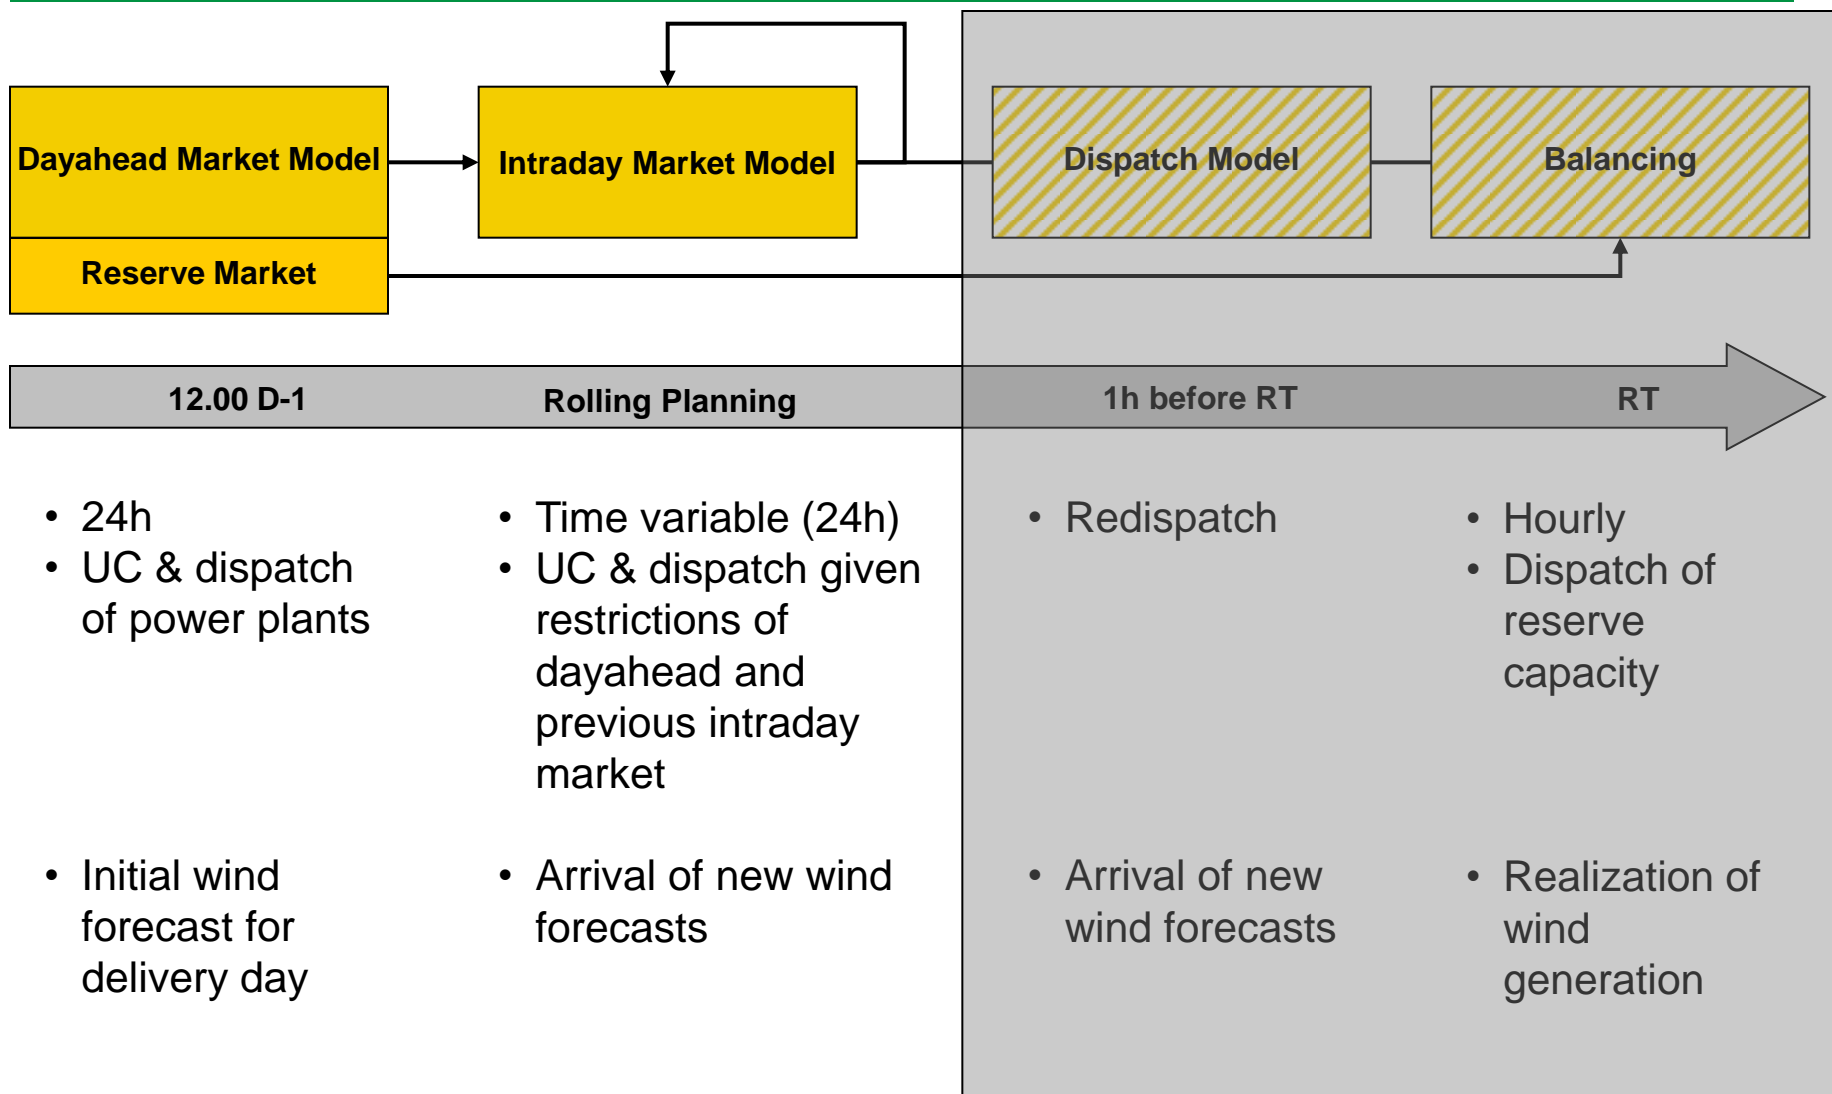 Dayahead Market Model
Intraday Market Model
Dispatch Model
Balancing
Reserve Market
12.00 D-1
Rolling Planning
1h before RT
RT
• 24h
• UC & dispatch
of power plants
• Initial wind
forecast for
delivery day
• Time variable (24h)
• UC & dispatch given
restrictions of
dayahead and
previous intraday
market
• Arrival of new wind
forecasts
• Redispatch
• Arrival of new
wind forecasts
• Hourly
• Dispatch of
reserve
capacity
• Realization of
wind
generation